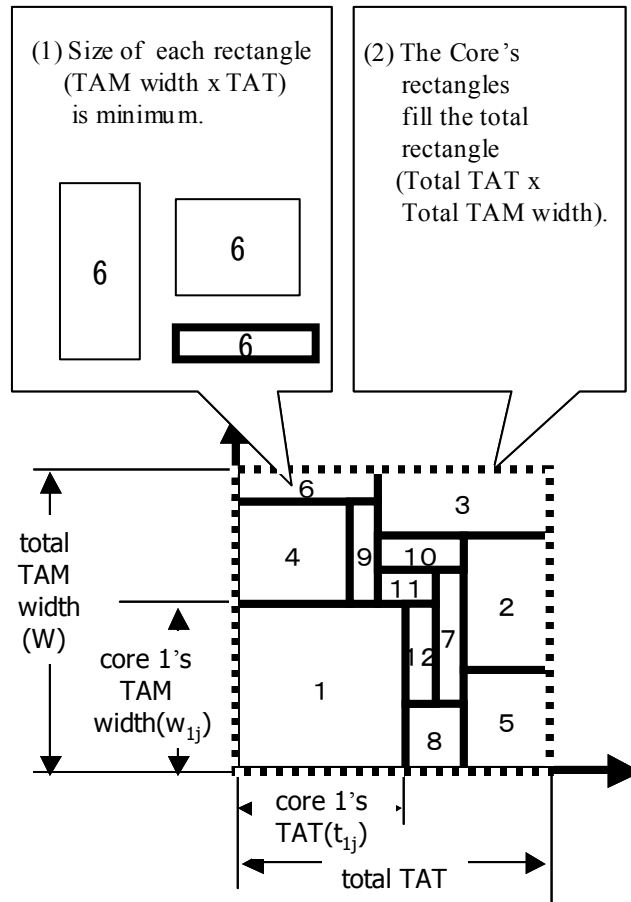 (1) Size of each rectangle
(TAM width x TAT)
is minimum.
6
6
6
(2) The Core’s
rectangles
fill the total
rectangle
(Total TAT x
Total TAM width).
total
TAM
width
(W)
core 1’s
TAM
width(w1j)
6
3
4
9
10
11
2
12
7
1
5
8
core 1’s
TAT(t1j)
total TAT